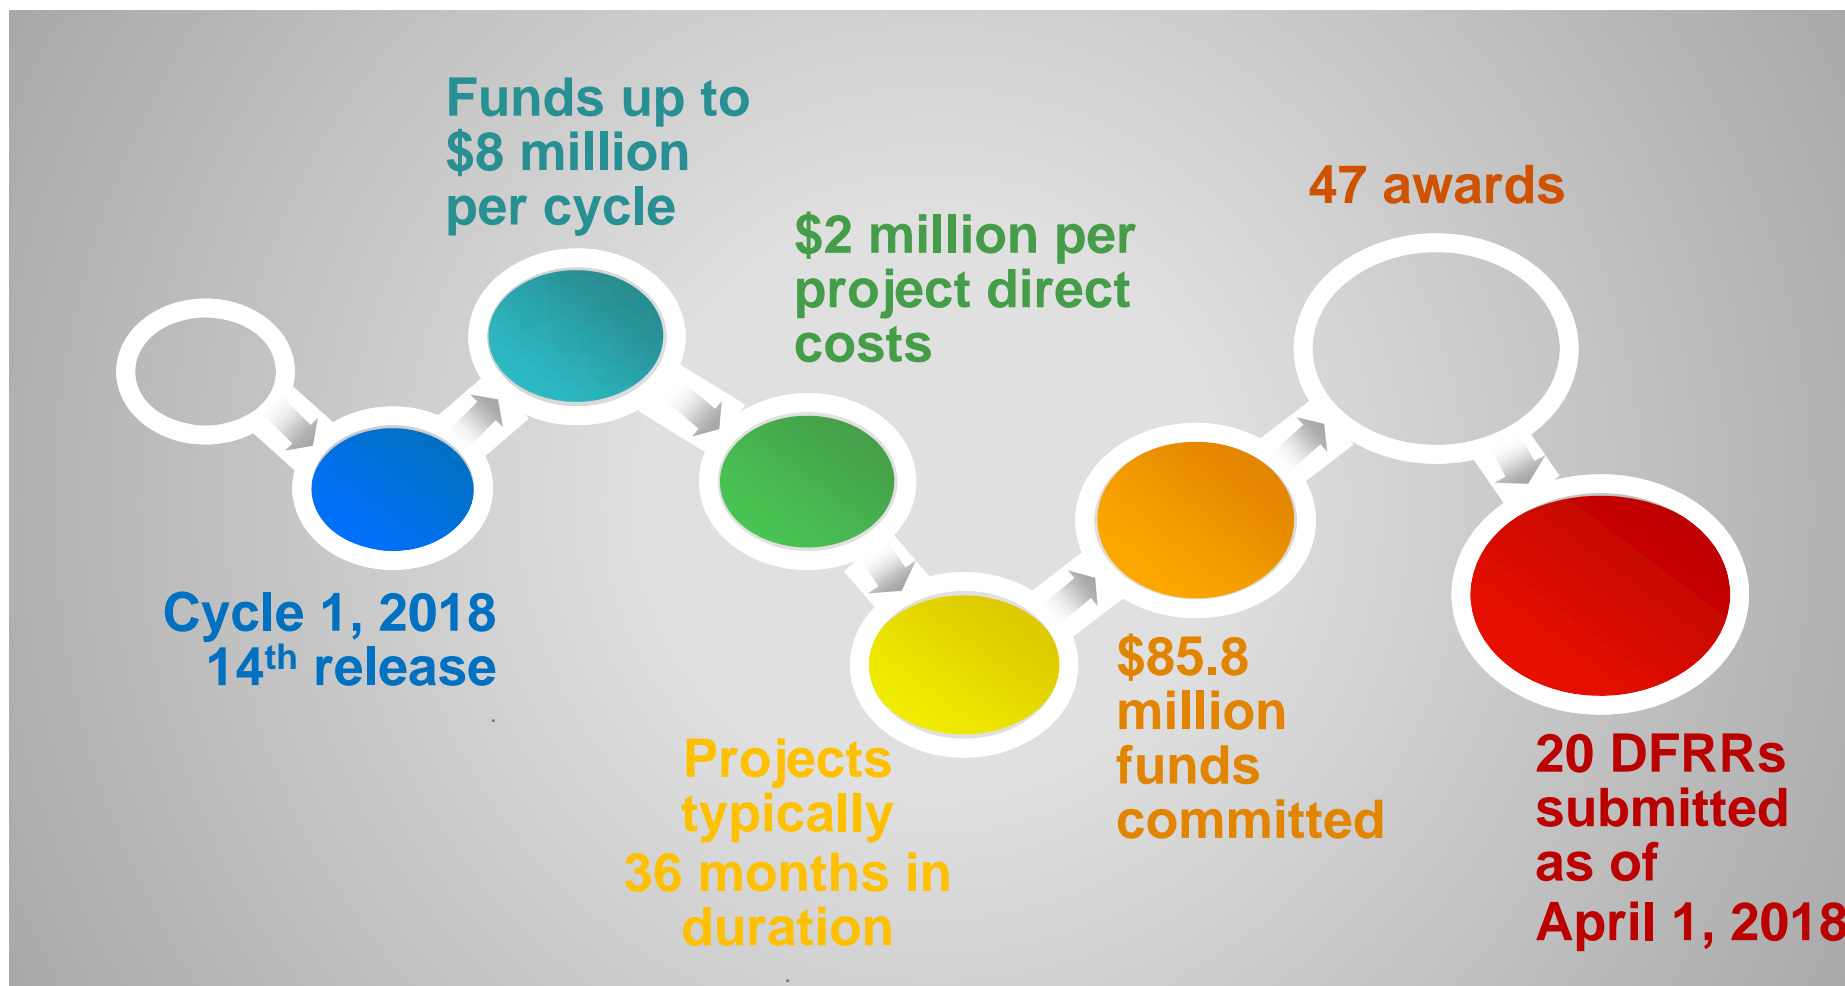 Funds up to
$8 million
per cycle
47 awards
$2 million per
project direct
costs
Cycle 1, 2018
14th release
$85.8
million
funds
committed
Projects
typically
36 months in
duration
20 DFRRs
submitted
as of
April 1, 2018